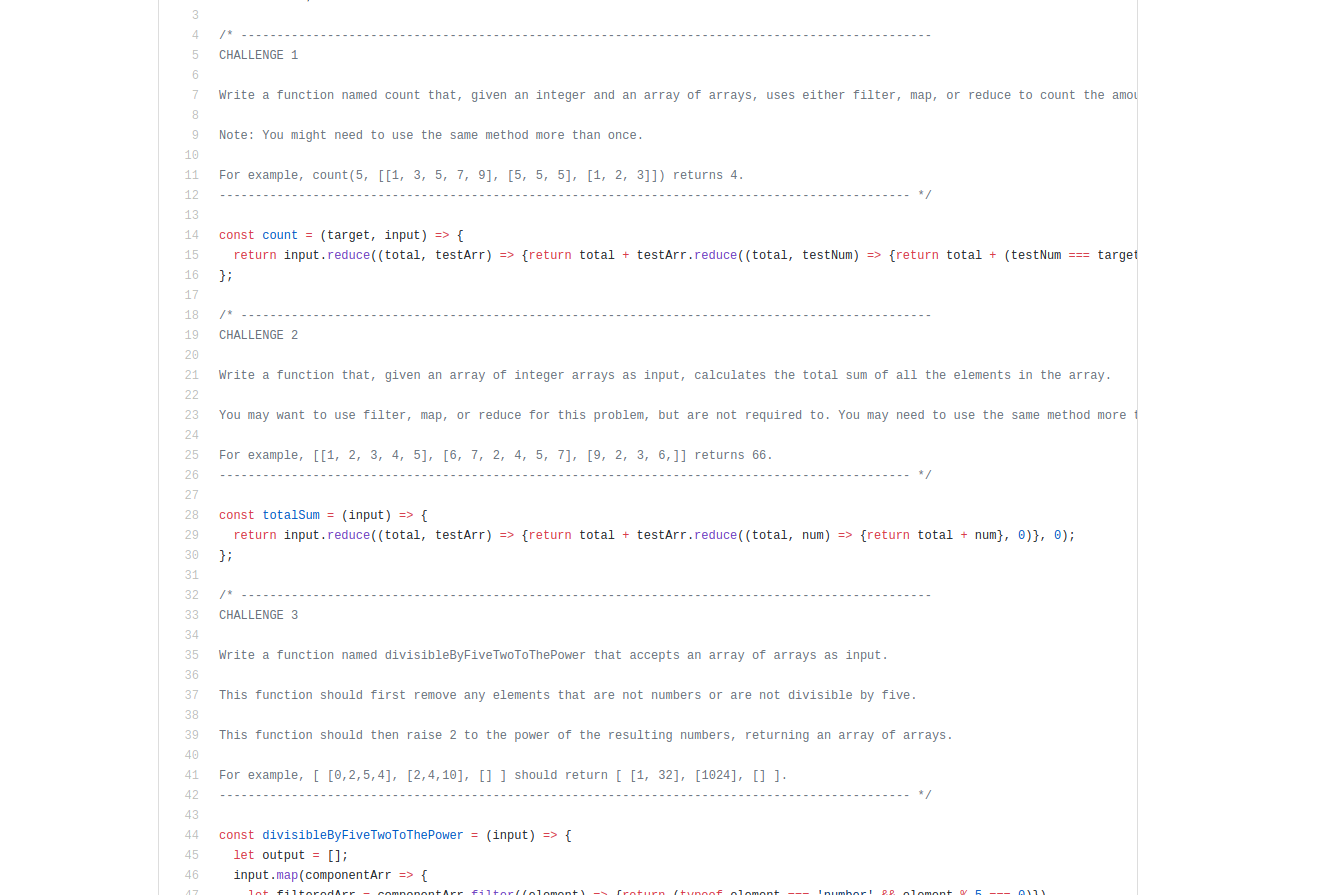 3
4 /* ------------------------------------------------------------------------------------------------
5 CHALLENGE 1
6
7 Write a function named count that, given an integer and an array of arrays, uses either filter, map, or reduce to count the
8
9 Note: You might need to use the same method more than once.
10
11 For example, count(5, [[1, 3, 5, 7, 9], [5, 5, 5], [1, 2, 3]]) returns 4.
12 ------------------------------------------------------------------------------------------------ */
13
14 const count = (target, input) => {
15   return input.reduce((total, testArr) => {return total + testArr.reduce((total, testNum) => {return total + (testNum === target
16 };
17
18 /* ------------------------------------------------------------------------------------------------
19 CHALLENGE 2
20
21 Write a function that, given an array of integer arrays as input, calculates the total sum of all the elements in the array.
22
23 You may want to use filter, map, or reduce for this problem, but are not required to. You may need to use the same method more
24
25 For example, [[1, 2, 3, 4, 5], [6, 7, 2, 4, 5, 7], [9, 2, 3, 6,]] returns 66.
26 ------------------------------------------------------------------------------------------------ */
27
28 const totalSum = (input) => {
29   return input.reduce((total, testArr) => {return total + testArr.reduce((total, num) => {return total + num}, 0)}, 0);
30 };
31
32 /* ------------------------------------------------------------------------------------------------
33 CHALLENGE 3
34
35 Write a function named divisibleByFiveTwoToThePower that accepts an array of arrays as input.
36
37 This function should first remove any elements that are not numbers or are not divisible by five.
38
39 This function should then raise 2 to the power of the resulting numbers, returning an array of arrays.
40
41 For example, [ [0,2,5,4], [2,4,10], [] ] should return [ [1, 32], [1024], [] ].
42 ------------------------------------------------------------------------------------------------ */
43
44 const divisibleByFiveTwoToThePower = (input) => {
45   let output = [];
46   input.map(componentArr => {
47     let filteredArr = componentArr.filter((element) => {return (typeof element === 'number' && element % 5 === 0)})